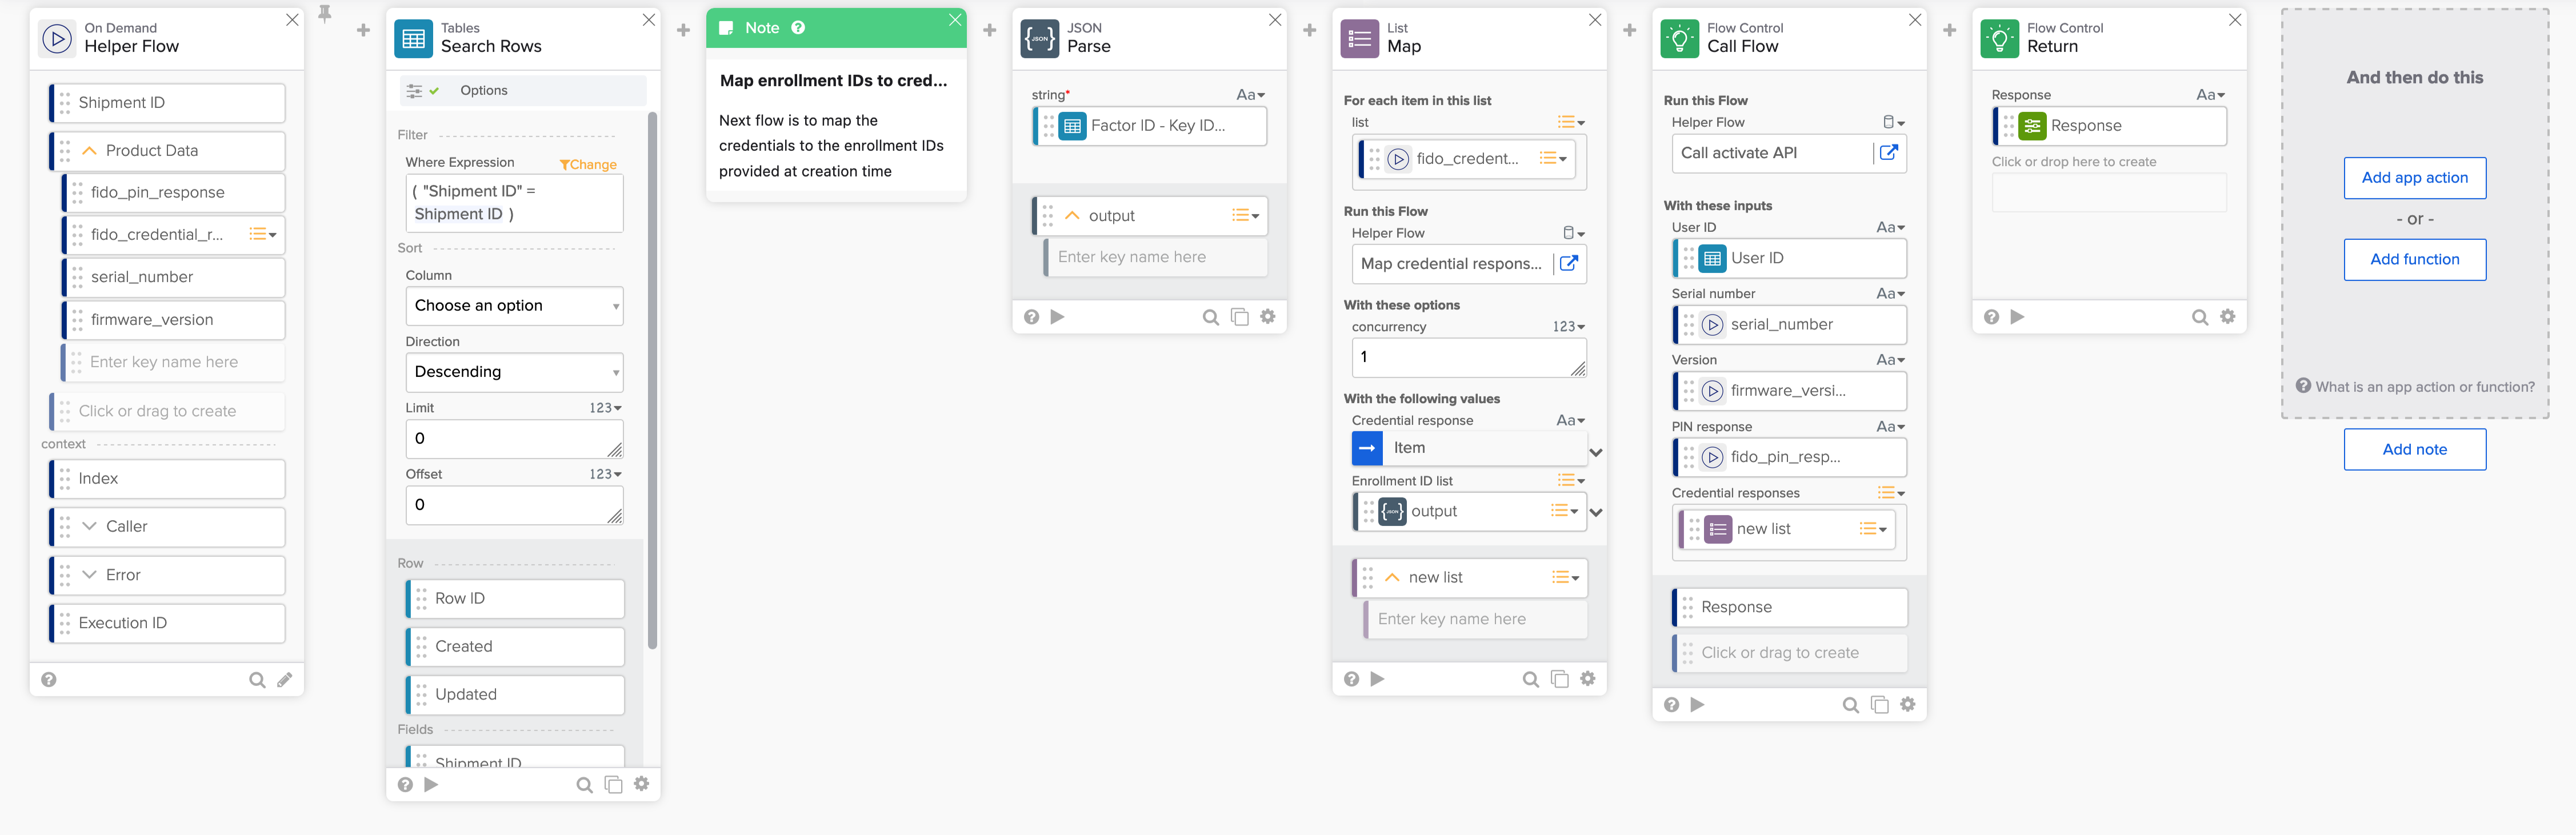 On Demand
Helper Flow
Shipment ID
Product Data
fido_pin_response
fido_credential_r...
serial_number
firmware_version
Enter key name here
Click or drag to create
context
Index
Caller
Error
Execution ID
Tables
Search Rows
Options
Filter
Where Expression
Change
( "Shipment ID" =
Shipment ID )
Sort
Column
Choose an option
Direction
Descending
Limit
123
0
Offset
123
0
Row
Row ID
Created
Updated
Fields
Shipment ID
Note
Map enrollment IDs to cred...
Next flow is to map the
credentials to the enrollment IDs
provided at creation time
JSON
Parse
string*
Aa
Factor ID - Key ID...
output
Enter key name here
List
Map
For each item in this list
list
fido_credent...
Run this Flow
Helper Flow
Map credential respons...
With these options
concurrency
123
1
With the following values
Credential response
Aa
Item
Enrollment ID list
output
new list
Enter key name here
Flow Control
Call Flow
Run this Flow
Helper Flow
Call activate API
With these inputs
User ID
Aa
User ID
Serial number
Aa
serial_number
Version
Aa
firmware_versi...
PIN response
Aa
fido_pin_resp...
Credential responses
new list
Response
Click or drag to create
Flow Control
Return
Response
Aa
Response
Click or drop here to create
And then do this
Add app action
- or -
Add function
What is an app action or function?
Add note